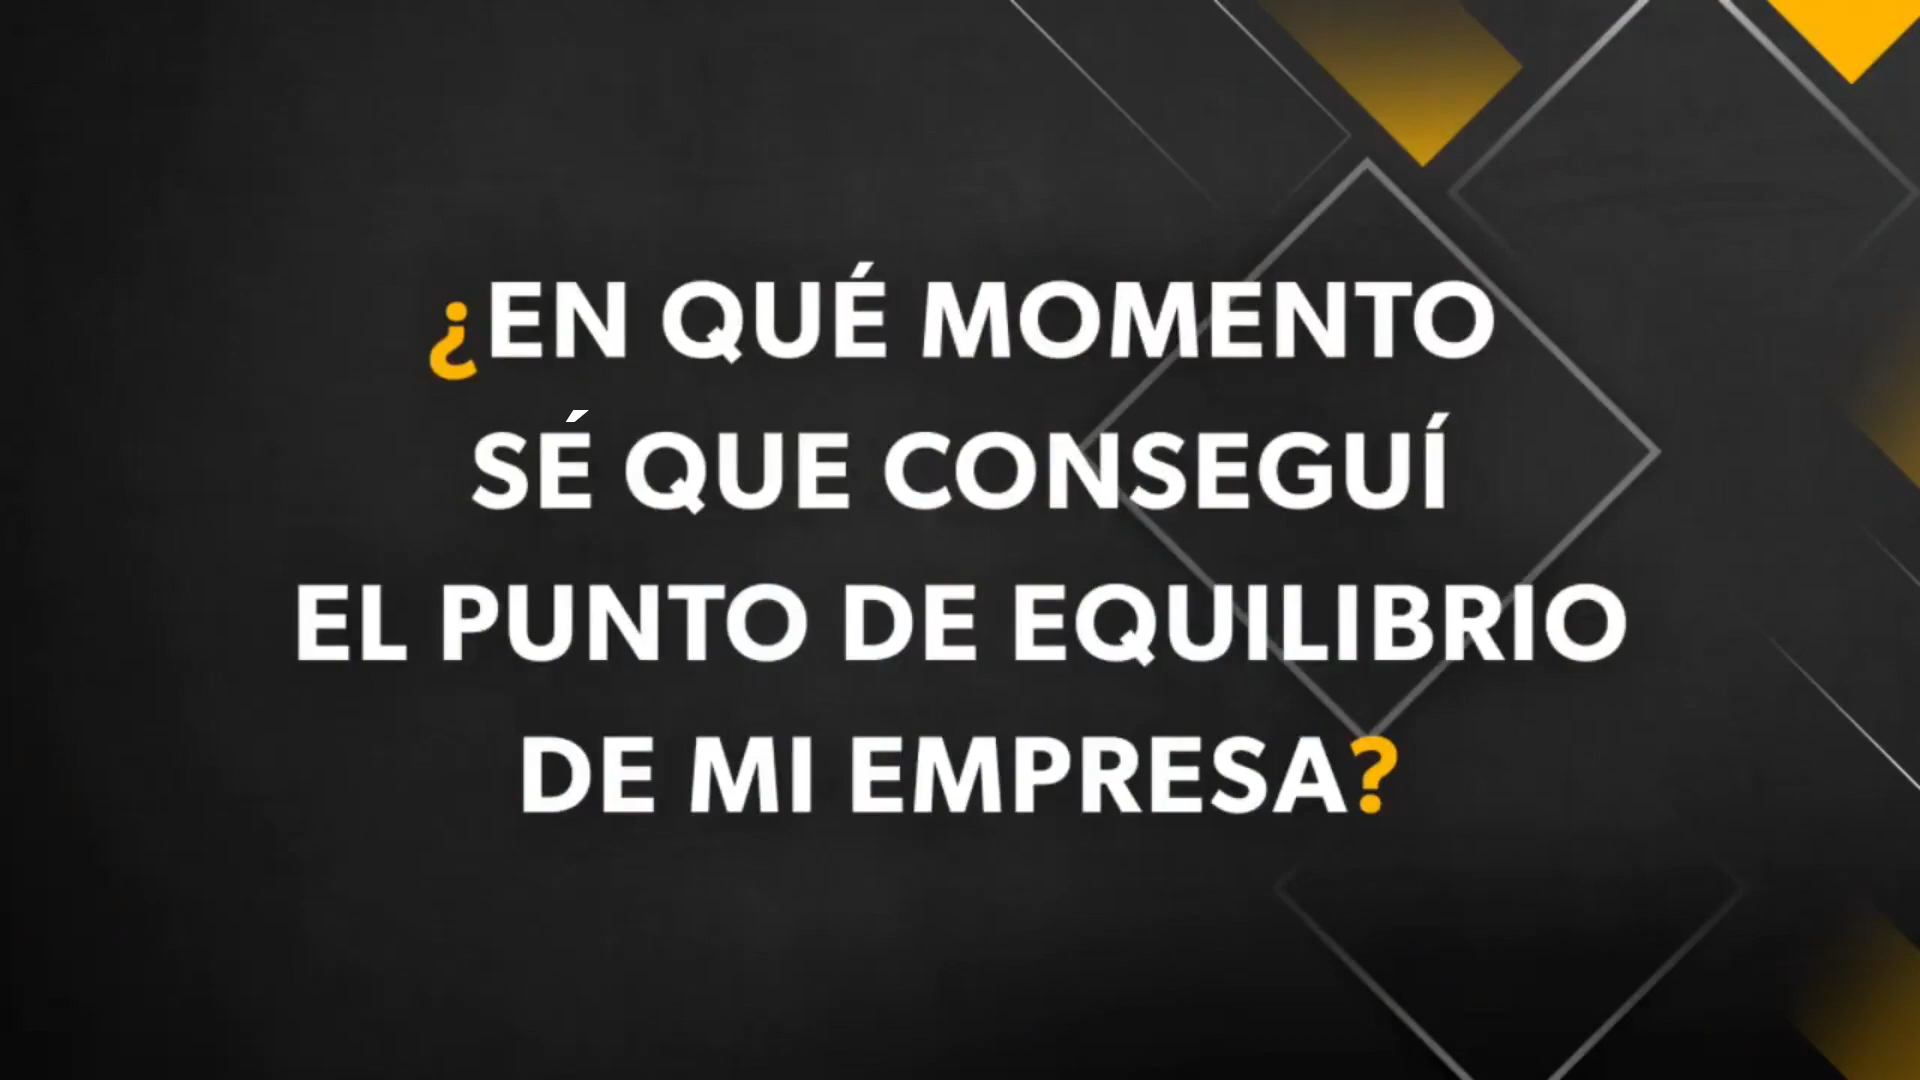 ¿EN QUÉ MOMENTO
SÉ QUE CONSEGUÍ
EL PUNTO DE EQUILIBRIO
DE MI EMPRESA?